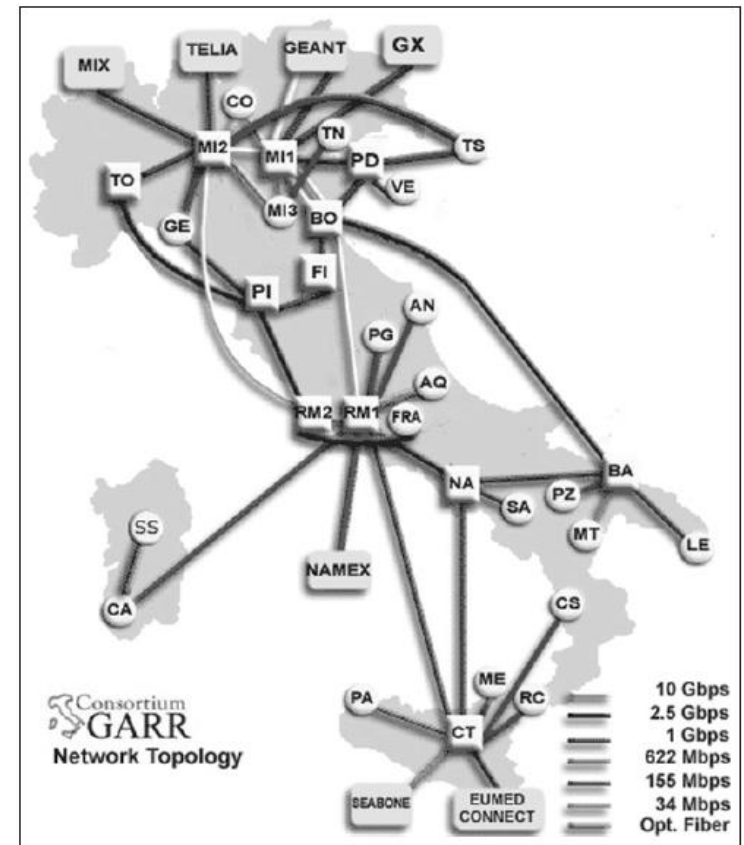 MIX
TELIA
GEANT
GX
CO
TN
TS
MI2
MI1
PD
TO
VE
MI3
BO
GE
FI
PI
AN
PG
AQ
RM2
RM1
FRA
NA
BA
PZ
SA
SS
MT
LE
NAMEX
CA
CS
ME
PA
RC
CT
SEABONE
EUMED
CONNECT
Consortium
GARR
Network Topology
10 Gbps
2.5 Gbps
1 Gbps
622 Mbps
155 Mbps
34 Mbps
Opt. Fiber